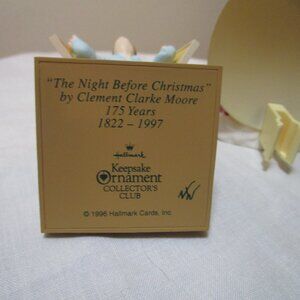 "The Night Before Christmas"
by Clement Clarke Moore
175 Years
1822 - 1997
Hallmark
Keepsake
Ornament
COLLECTOR'S
CLUB
© 1996 Hallmark Cards, Inc